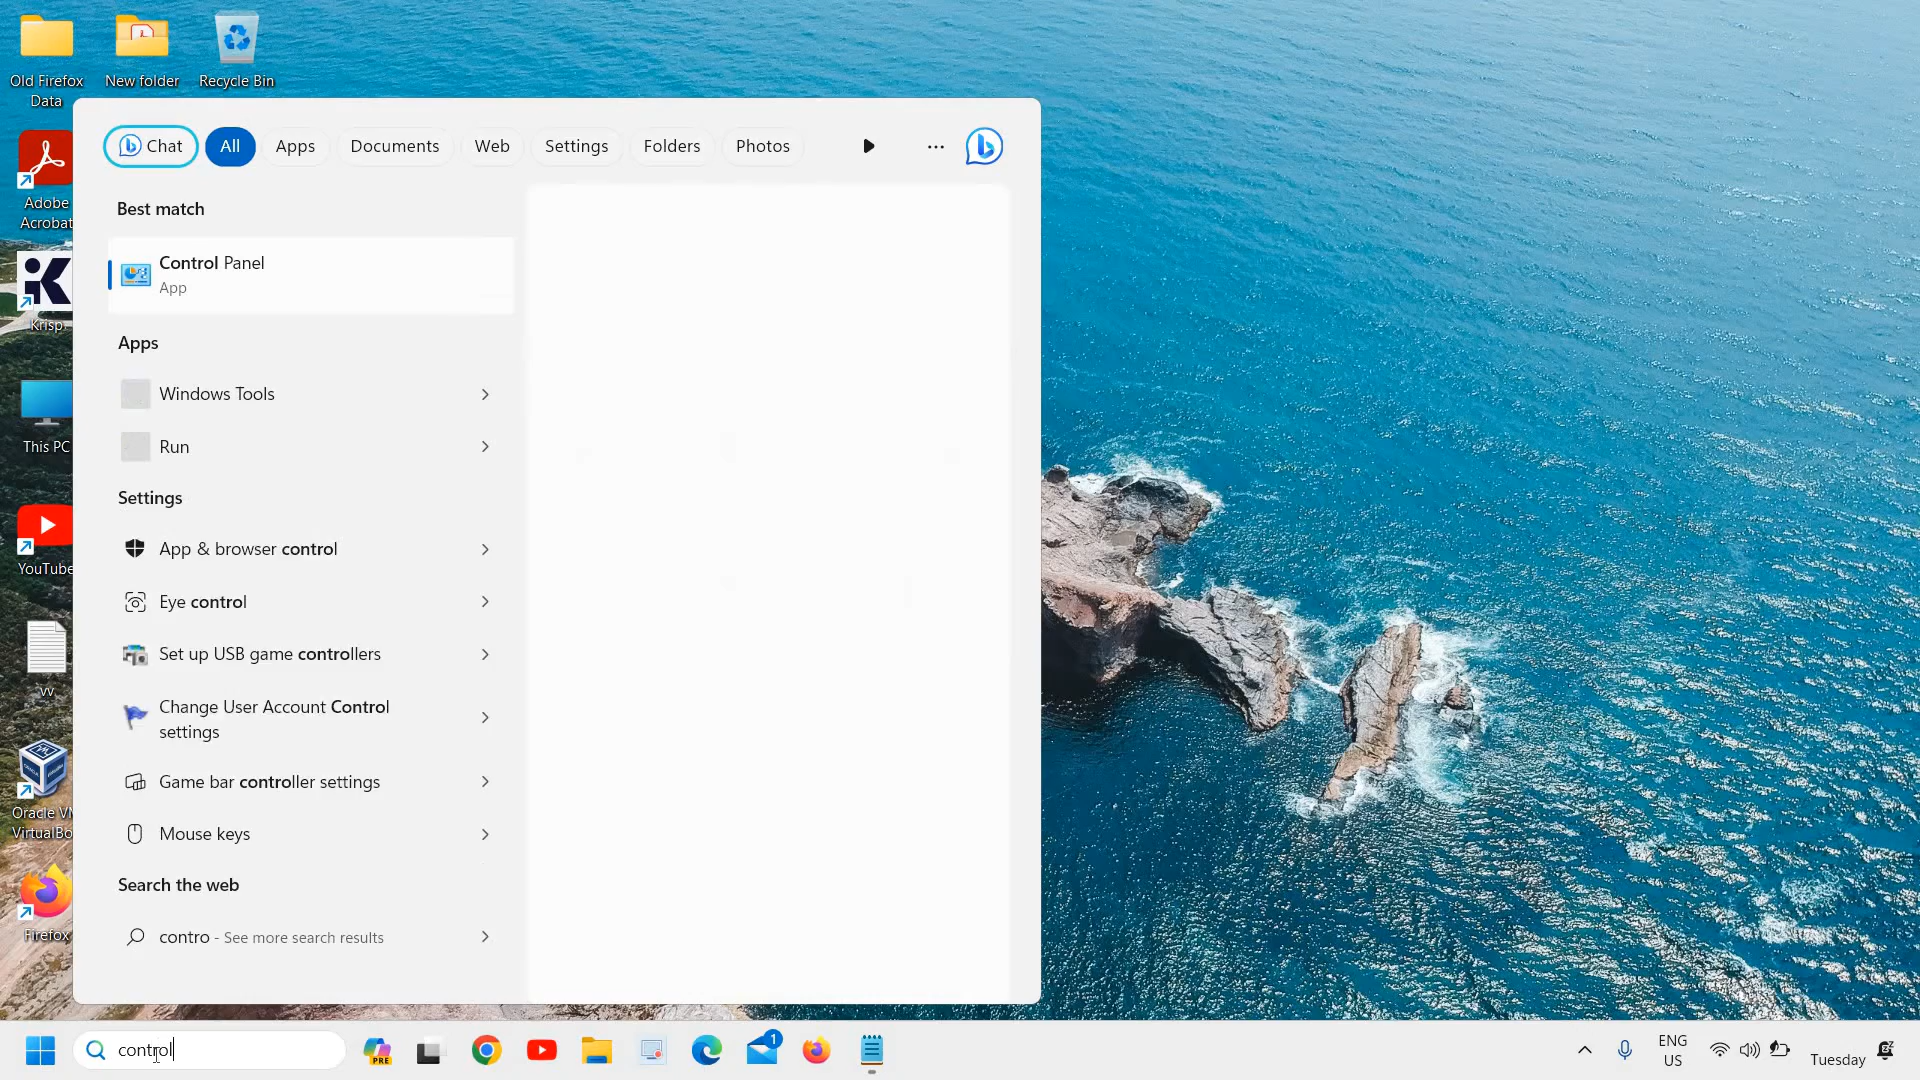 Old Firefox
Data
New folder
Recycle Bin
Adobe
Acrobat
Krisp
This PC
YouTube
vv
Oracle VM
VirtualBo
Firefox
Chat
All
Apps
Documents
Web
Settings
Folders
Photos
Best match
Control Panel
App
Apps
Windows Tools
Run
Settings
App & browser control
Eye control
Set up USB game controllers
Change User Account Control
settings
Game bar controller settings
Mouse keys
Search the web
contro - See more search results
control
PRE
1
ENG
US
Tuesday